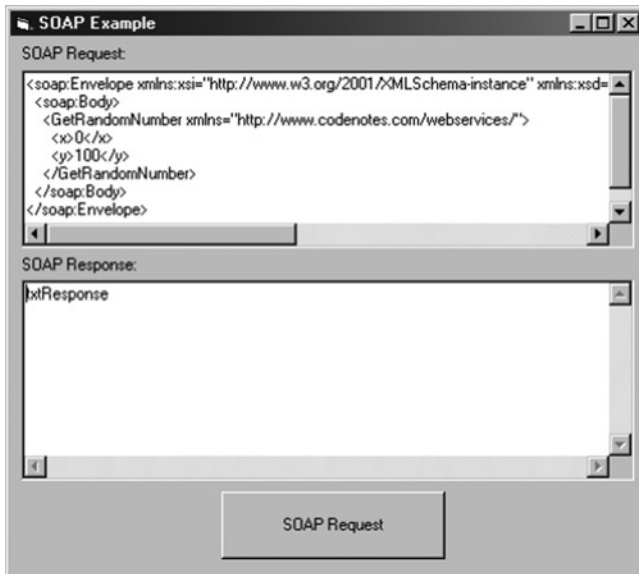 SOAP Example
SOAP Request:
<soap:Envelope xmlns:xsi="http://www.w3.org/2001/XMLSchema-instance" xmlns:xsd=
<soap:Body>
<GetRandomNumber xmlns="http://www.codenotes.com/webservices/">
<x>0</x>
<y>100</y>
</GetRandomNumber>
</soap:Body>
</soap:Envelope>
SOAP Response:
txtResponse
SOAP Request